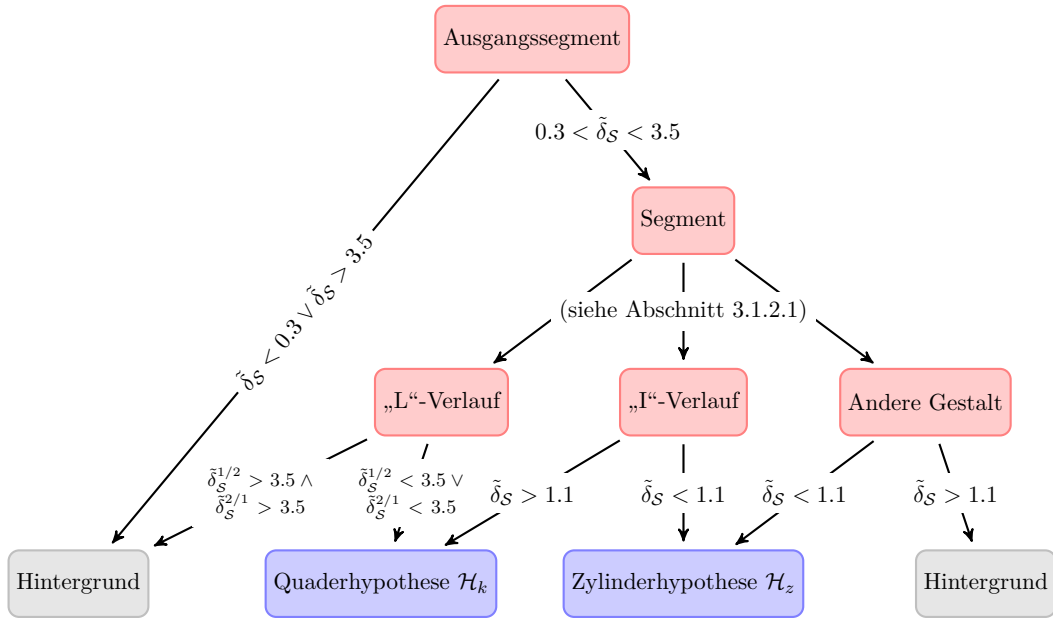 Ausgangssegment
0.3 < δ̃_𝒮 < 3.5
Segment
δ̃_𝒮 < 0.3 ∨ δ̃_𝒮 > 3.5
(siehe Abschnitt 3.1.2.1)
„L“-Verlauf
„I“-Verlauf
Andere Gestalt
δ̃_𝒮^{1/2} > 3.5 ∧
δ̃_𝒮^{2/1} > 3.5
δ̃_𝒮^{1/2} < 3.5 ∨
δ̃_𝒮^{2/1} < 3.5
δ̃_𝒮 > 1.1
δ̃_𝒮 < 1.1
δ̃_𝒮 < 1.1
δ̃_𝒮 > 1.1
Hintergrund
Quaderhypothese ℋ_k
Zylinderhypothese ℋ_z
Hintergrund